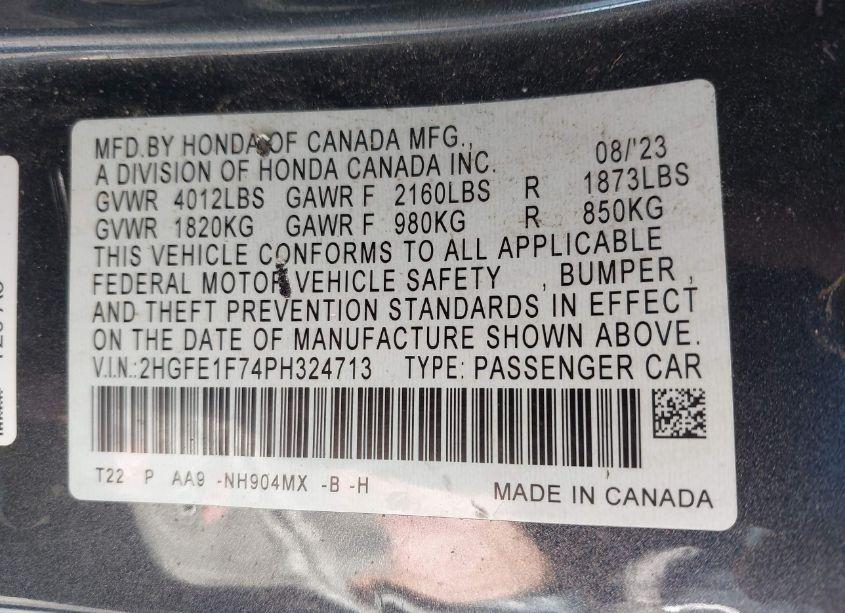 MFD.BY HONDA OF CANADA MFG.,
A DIVISION OF HONDA CANADA INC. 08/'23
GVWR 4012LBS GAWR F 2160LBS R 1873LBS
GVWR 1820KG GAWR F 980KG R 850KG
THIS VEHICLE CONFORMS TO ALL APPLICABLE
FEDERAL MOTOR VEHICLE SAFETY , BUMPER ,
AND THEFT PREVENTION STANDARDS IN EFFECT
ON THE DATE OF MANUFACTURE SHOWN ABOVE.
V.I.N.:2HGFE1F74PH324713 TYPE: PASSENGER CAR
T22 P AA9 -NH904MX -B -H
MADE IN CANADA